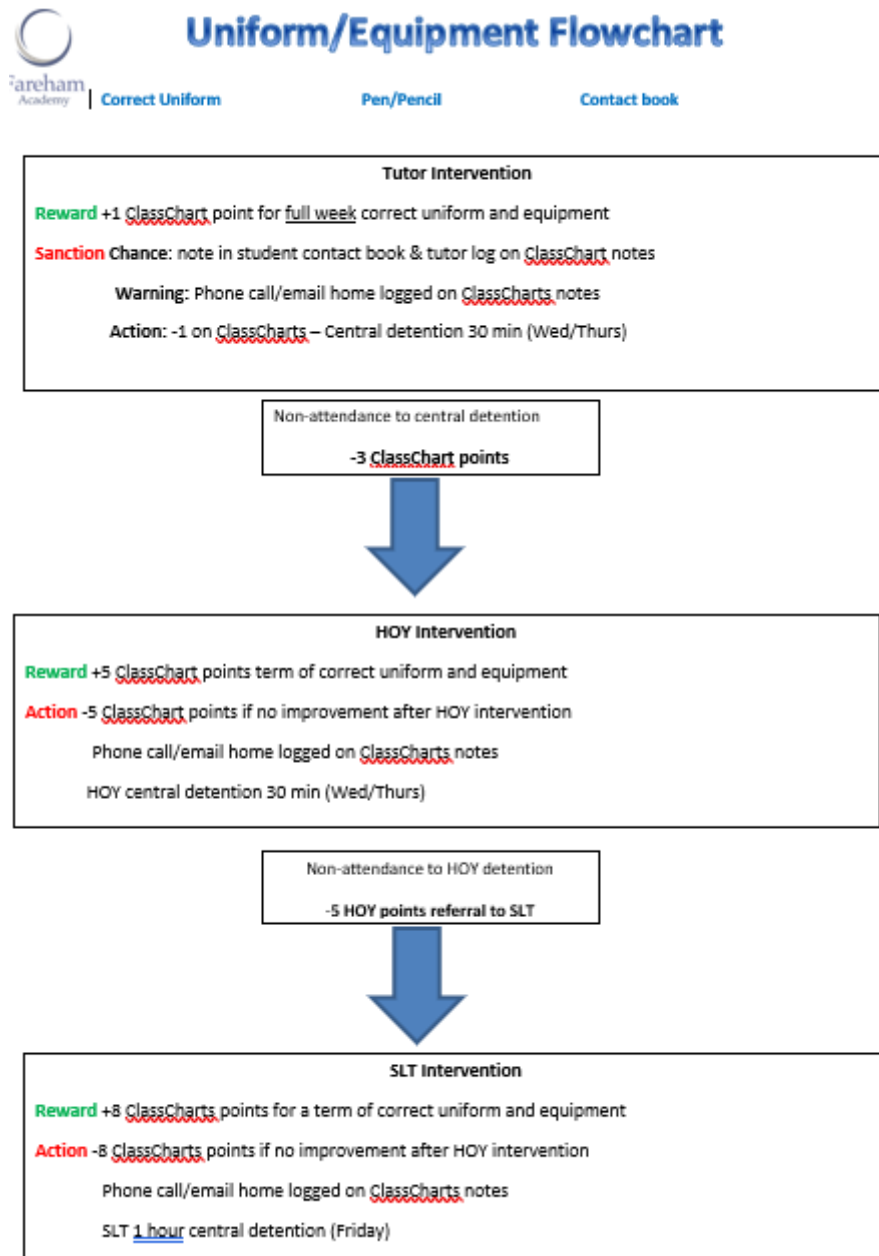 Uniform/Equipment Flowchart
Fareham
Academy
Correct Uniform Pen/Pencil Contact book
Tutor Intervention
Reward +1 ClassChart point for full week correct uniform and equipment
Sanction Chance: note in student contact book & tutor log on ClassChart notes
Warning: Phone call/email home logged on ClassCharts notes
Action: -1 on ClassCharts – Central detention 30 min (Wed/Thurs)
Non-attendance to central detention
-3 ClassChart points
HOY Intervention
Reward +5 ClassChart points term of correct uniform and equipment
Action -5 ClassChart points if no improvement after HOY intervention
Phone call/email home logged on ClassCharts notes
HOY central detention 30 min (Wed/Thurs)
Non-attendance to HOY detention
-5 HOY points referral to SLT
SLT Intervention
Reward +8 ClassCharts points for a term of correct uniform and equipment
Action -8 ClassCharts points if no improvement after HOY intervention
Phone call/email home logged on ClassCharts notes
SLT 1 hour central detention (Friday)